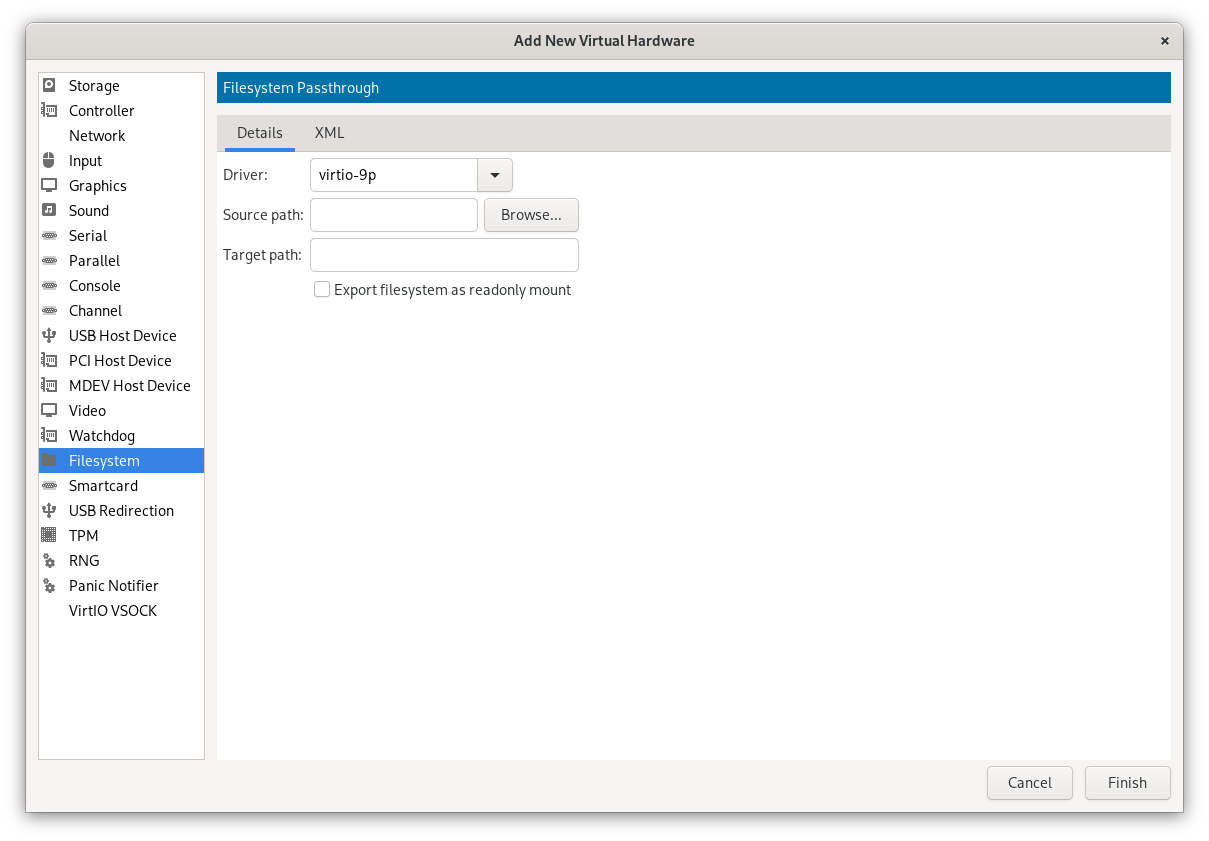 Add New Virtual Hardware
×
Storage
Controller
Network
Input
Graphics
Sound
Serial
Parallel
Console
Channel
USB Host Device
PCI Host Device
MDEV Host Device
Video
Watchdog
Filesystem
Smartcard
USB Redirection
TPM
RNG
Panic Notifier
VirtIO VSOCK
Filesystem Passthrough
Details XML
Driver: virtio-9p
Source path: Browse...
Target path:
Export filesystem as readonly mount
Cancel Finish